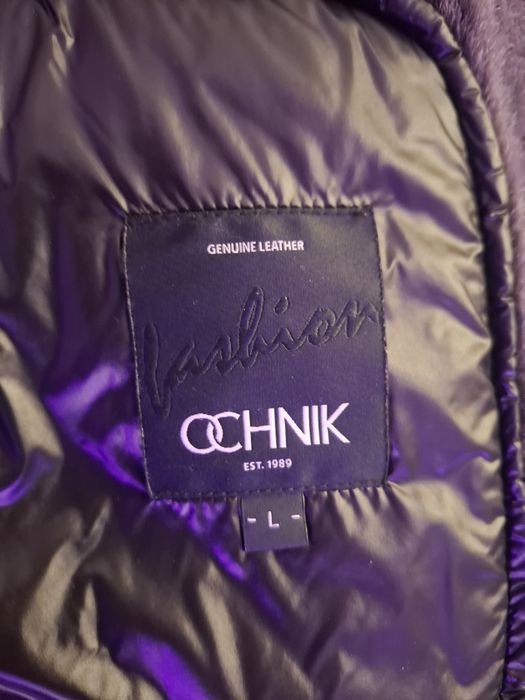 GENUINE LEATHER
fashion
OCHNIK
EST. 1989
- L -